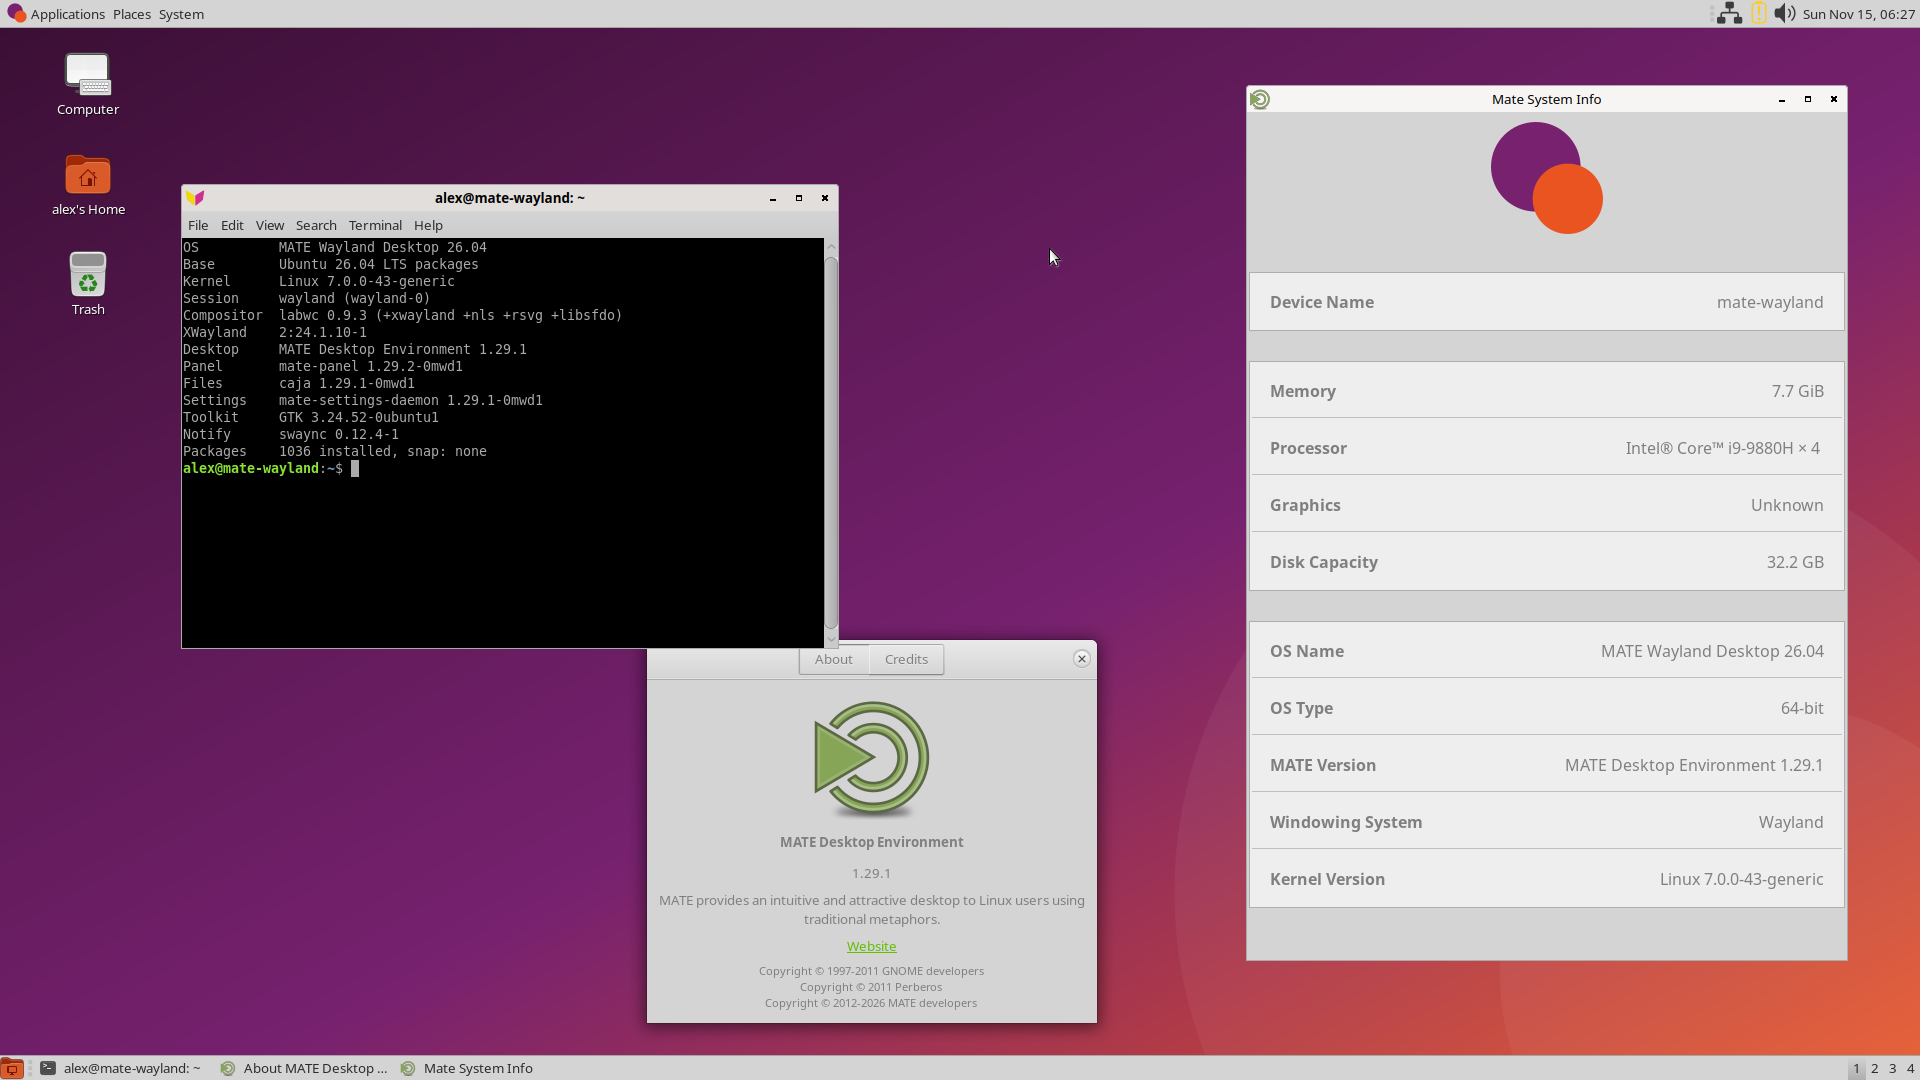 Applications Places System
Sun Nov 15, 06:27
Computer
alex's Home
Trash
alex@mate-wayland: ~
File Edit View Search Terminal Help
OS MATE Wayland Desktop 26.04
Base Ubuntu 26.04 LTS packages
Kernel Linux 7.0.0-43-generic
Session wayland (wayland-0)
Compositor labwc 0.9.3 (+xwayland +nls +rsvg +libsfdo)
XWayland 2:24.1.10-1
Desktop MATE Desktop Environment 1.29.1
Panel mate-panel 1.29.2-0mwd1
Files caja 1.29.1-0mwd1
Settings mate-settings-daemon 1.29.1-0mwd1
Toolkit GTK 3.24.52-0ubuntu1
Notify swaync 0.12.4-1
Packages 1036 installed, snap: none
alex@mate-wayland:~$
About Credits
MATE Desktop Environment
1.29.1
MATE provides an intuitive and attractive desktop to Linux users using
traditional metaphors.
Website
Copyright © 1997-2011 GNOME developers
Copyright © 2011 Perberos
Copyright © 2012-2026 MATE developers
Mate System Info
Device Name mate-wayland
Memory 7.7 GiB
Processor Intel® Core™ i9-9880H × 4
Graphics Unknown
Disk Capacity 32.2 GB
OS Name MATE Wayland Desktop 26.04
OS Type 64-bit
MATE Version MATE Desktop Environment 1.29.1
Windowing System Wayland
Kernel Version Linux 7.0.0-43-generic
alex@mate-wayland: ~ About MATE Desktop ... Mate System Info
1 2 3 4